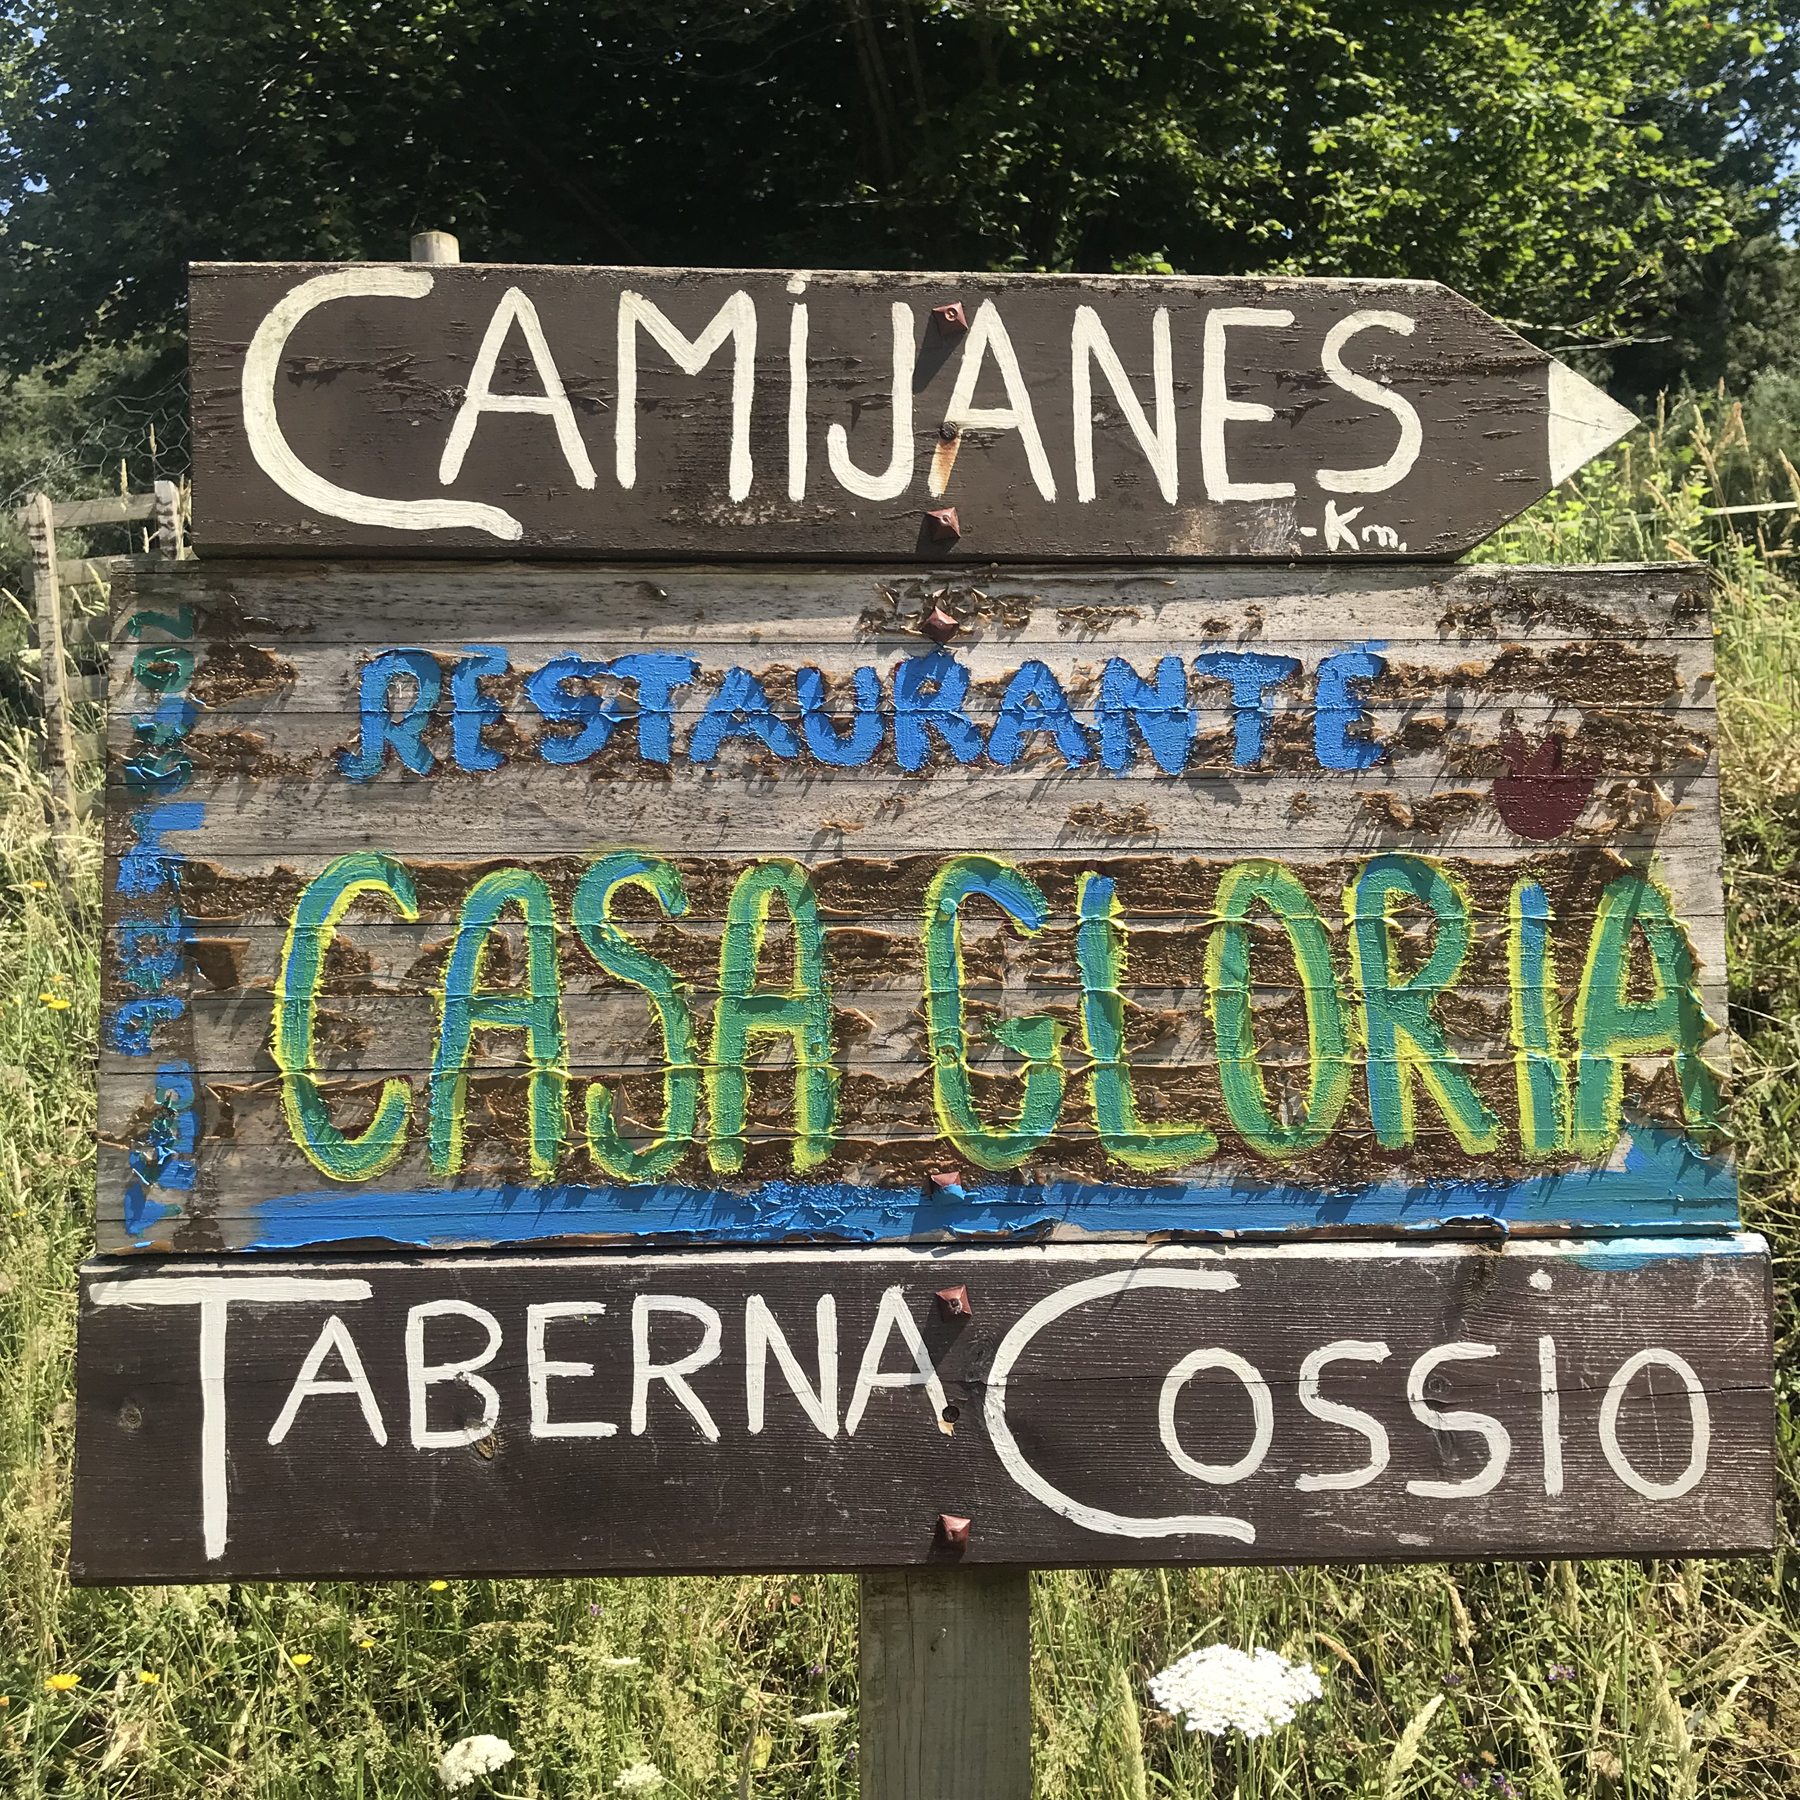 CAMIJANES
-Km.
RESTAURANTE
CASA GLORIA
TABERNA COSSIO